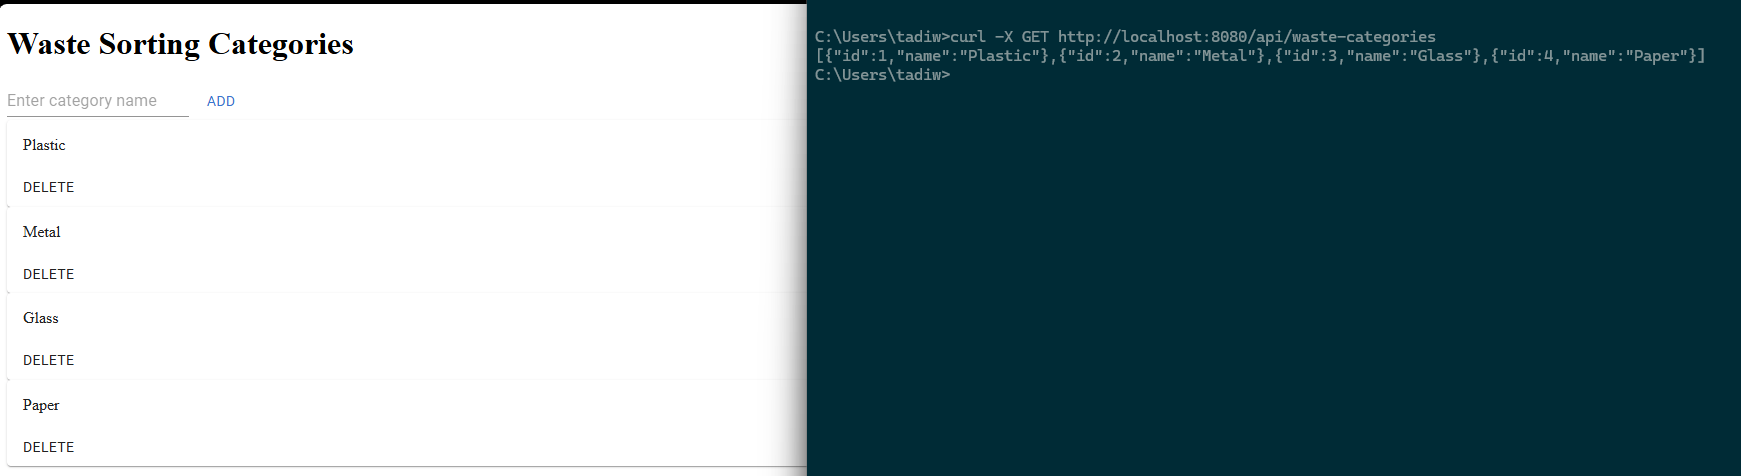 Waste Sorting Categories
Enter category name
ADD
Plastic
DELETE
Metal
DELETE
Glass
DELETE
Paper
DELETE
C:\Users\tadiw>curl -X GET http://localhost:8080/api/waste-categories
[{"id":1,"name":"Plastic"},{"id":2,"name":"Metal"},{"id":3,"name":"Glass"},{"id":4,"name":"Paper"}]
C:\Users\tadiw>